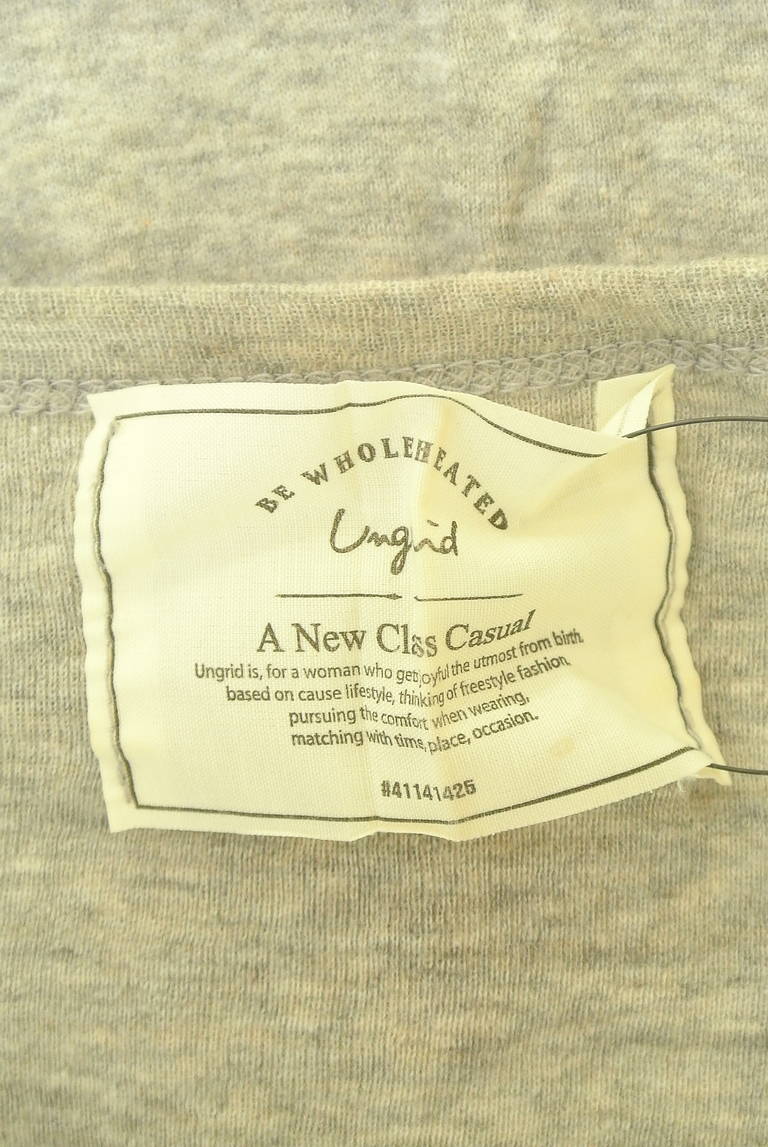 BE WHOLEHEATED
Ungrid
A New Clas Casual
Ungrid is, for a woman who get joyful the utmost from birth.
based on cause lifestyle, thinking of freestyle fashion,
pursuing the comfort when wearing,
matching with time, place, occasion.
#41141426